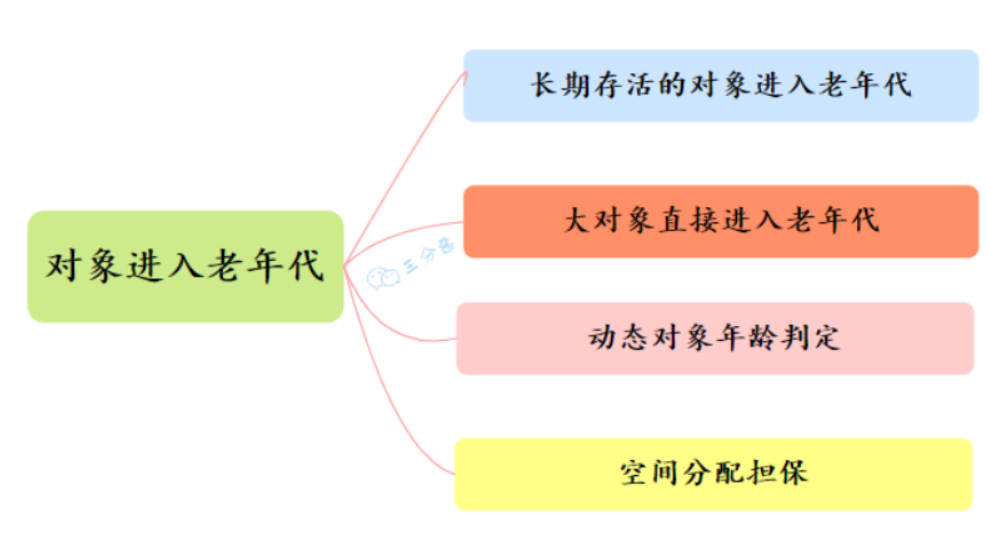 长期存活的对象进入老年代
大对象直接进入老年代
对象进入老年代
三分恶
动态对象年龄判定
空间分配担保